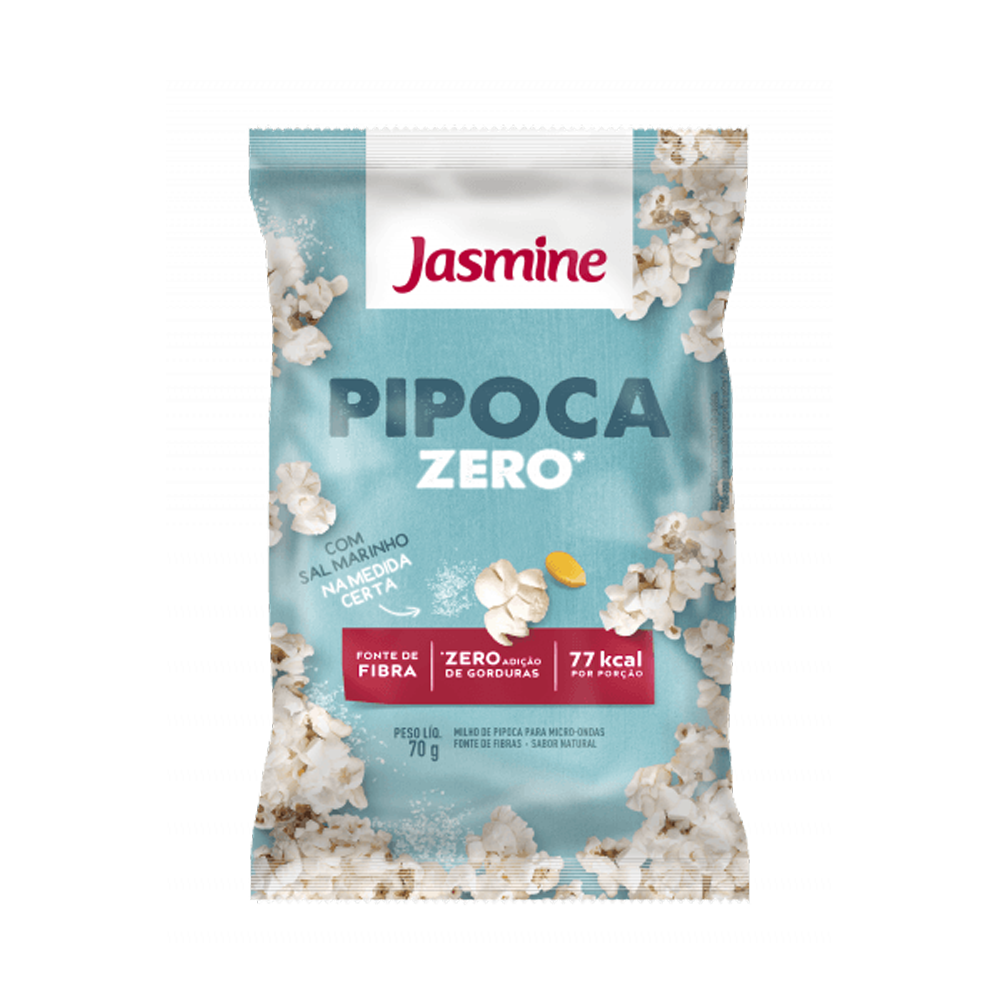 Jasmine
PIPOCA
ZERO*
COM
SAL MARINHO
NA MEDIDA
CERTA
FONTE DE
FIBRA
*ZERO ADIÇÃO
DE GORDURAS
77 kcal
POR PORÇÃO
PESO LÍQ.
70 g
MILHO DE PIPOCA PARA MICRO-ONDAS
FONTE DE FIBRAS - SABOR NATURAL